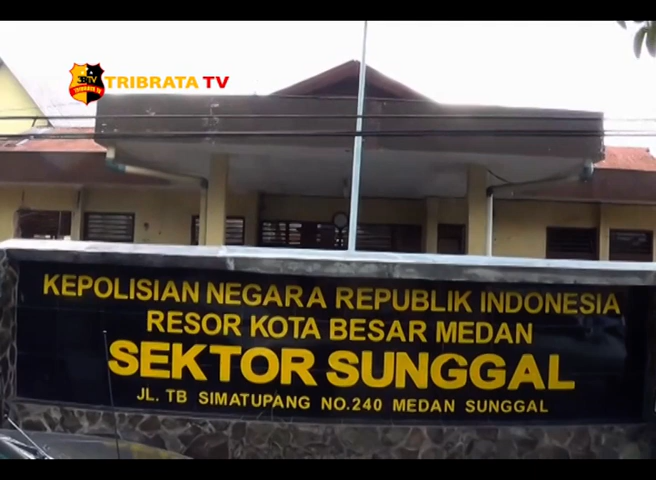 TRIBRATA TV
KEPOLISIAN NEGARA REPUBLIK INDONESIA
RESOR KOTA BESAR MEDAN
SEKTOR SUNGGAL
JL. TB SIMATUPANG NO.240 MEDAN SUNGGAL